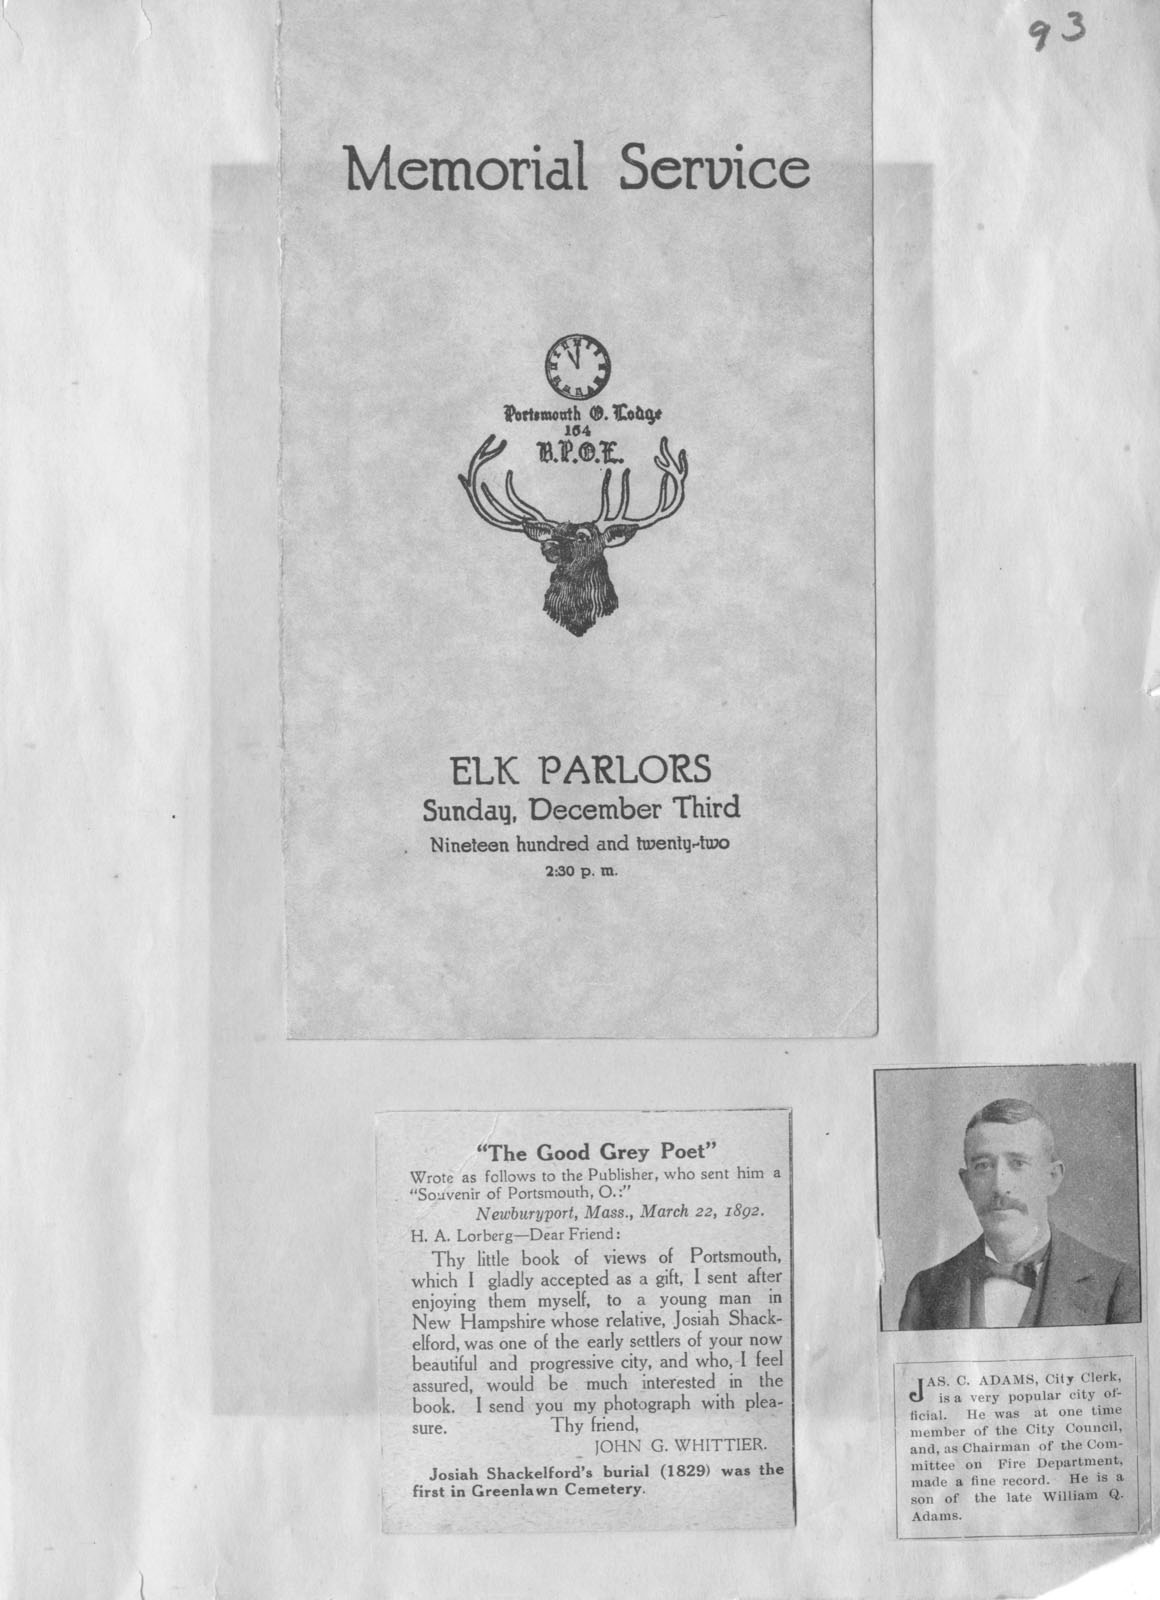 93
Memorial Service
Portsmouth O. Lodge
164
B.P.O.E.
ELK PARLORS
Sunday, December Third
Nineteen hundred and twenty-two
2:30 p. m.
"The Good Grey Poet"
Wrote as follows to the Publisher, who sent him a
"Souvenir of Portsmouth, O.:"
Newburyport, Mass., March 22, 1892.
H. A. Lorberg—Dear Friend:
Thy little book of views of Portsmouth,
which I gladly accepted as a gift, I sent after
enjoying them myself, to a young man in
New Hampshire whose relative, Josiah Shack-
elford, was one of the early settlers of your now
beautiful and progressive city, and who, I feel
assured, would be much interested in the
book. I send you my photograph with plea-
sure. Thy friend,
JOHN G. WHITTIER.
Josiah Shackelford's burial (1829) was the
first in Greenlawn Cemetery.
JAS. C. ADAMS, City Clerk,
is a very popular city of-
ficial. He was at one time
member of the City Council,
and, as Chairman of the Com-
mittee on Fire Department,
made a fine record. He is a
son of the late William Q.
Adams.